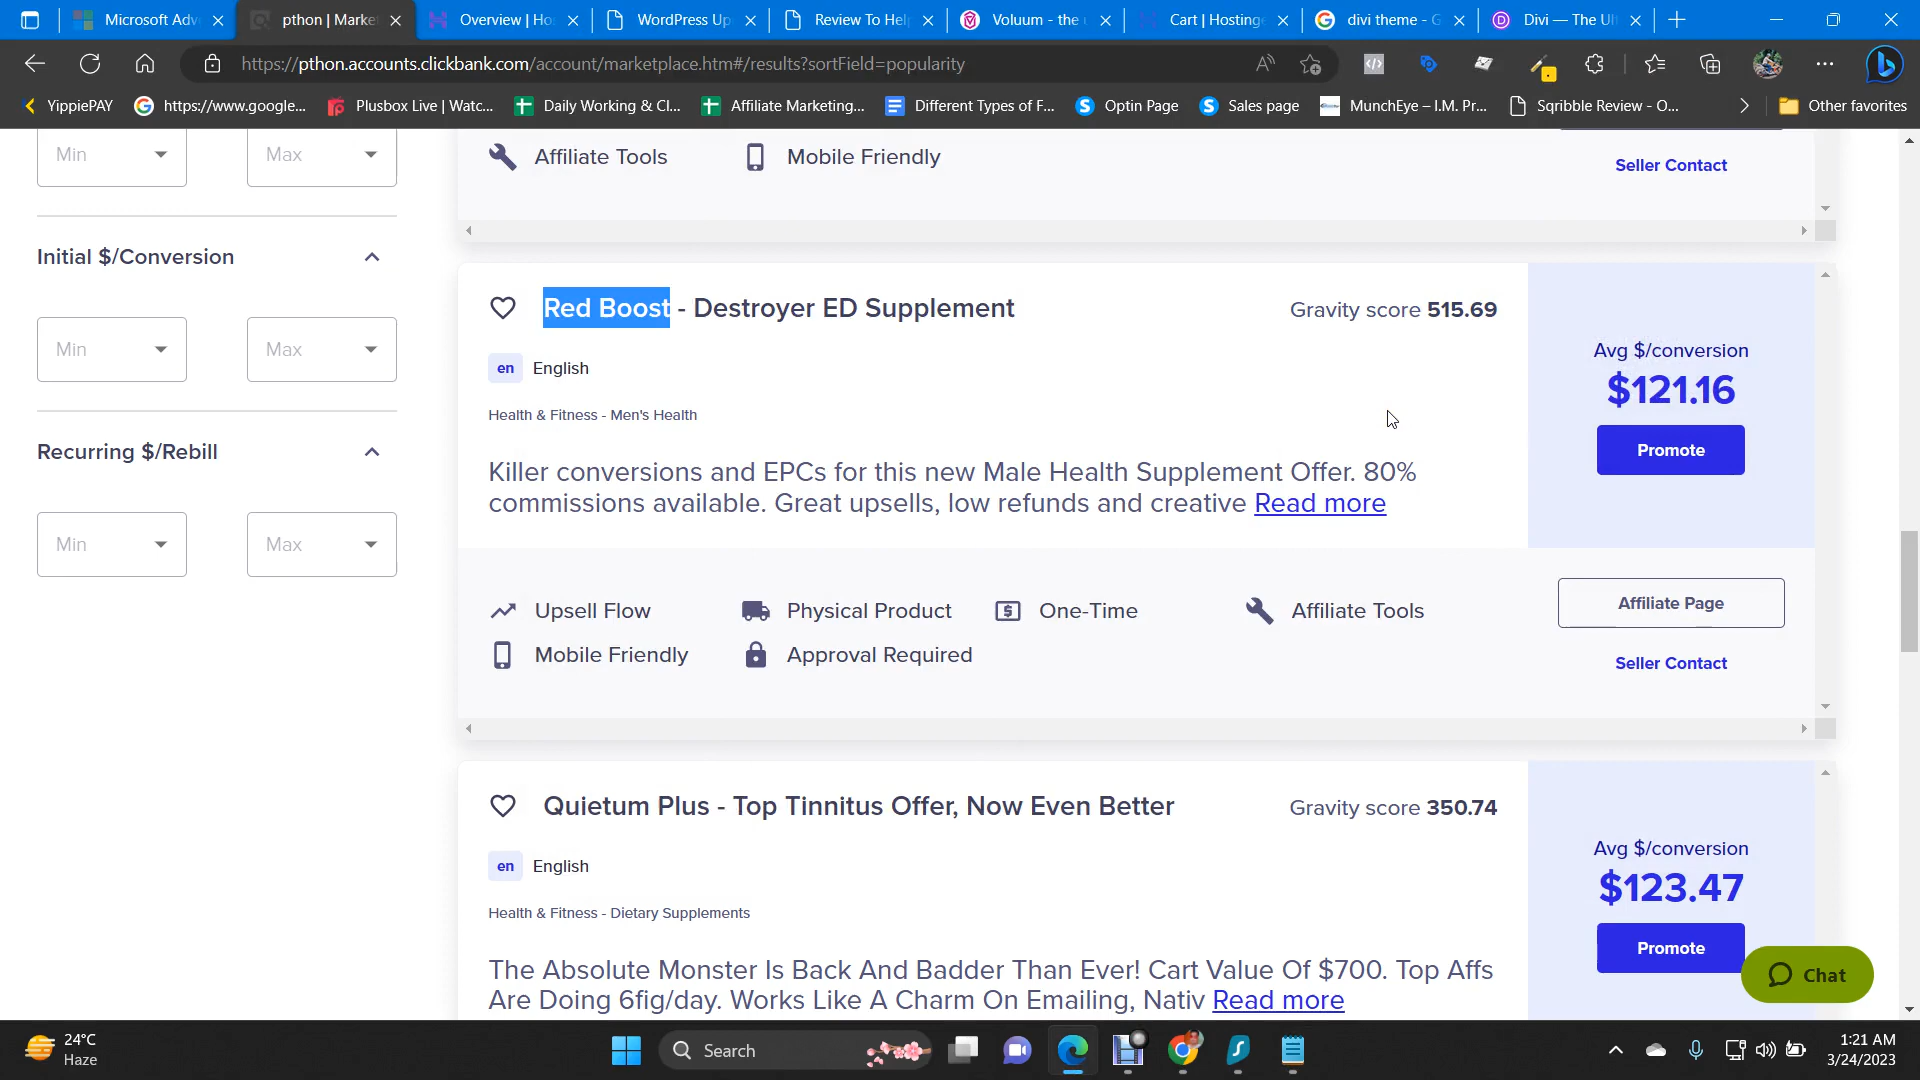 Microsoft Adv
pthon | Marke
Overview | Ho
WordPress Up
Review To Hel
Voluum - the u
Cart | Hostinge
divi theme - G
Divi — The Ul
https://pthon.accounts.clickbank.com/account/marketplace.htm#/results?sortField=popularity
YippiePAY
https://www.google...
Plusbox Live | Watc...
Daily Working & Cl...
Affiliate Marketing...
Different Types of F...
Optin Page
Sales page
MunchEye – I.M. Pr...
Sqribble Review - O...
Other favorites
Min
Max
Affiliate Tools
Mobile Friendly
Seller Contact
Initial $/Conversion
Min
Max
Recurring $/Rebill
Min
Max
Red Boost - Destroyer ED Supplement
Gravity score 515.69
en English
Health & Fitness - Men's Health
Killer conversions and EPCs for this new Male Health Supplement Offer. 80%
commissions available. Great upsells, low refunds and creative Read more
Avg $/conversion
$121.16
Promote
Upsell Flow
Physical Product
One-Time
Affiliate Tools
Mobile Friendly
Approval Required
Affiliate Page
Seller Contact
Quietum Plus - Top Tinnitus Offer, Now Even Better
Gravity score 350.74
en English
Health & Fitness - Dietary Supplements
The Absolute Monster Is Back And Badder Than Ever! Cart Value Of $700. Top Affs
Are Doing 6fig/day. Works Like A Charm On Emailing, Nativ Read more
Avg $/conversion
$123.47
Promote
Chat
24°C
Haze
Search
1:21 AM
3/24/2023